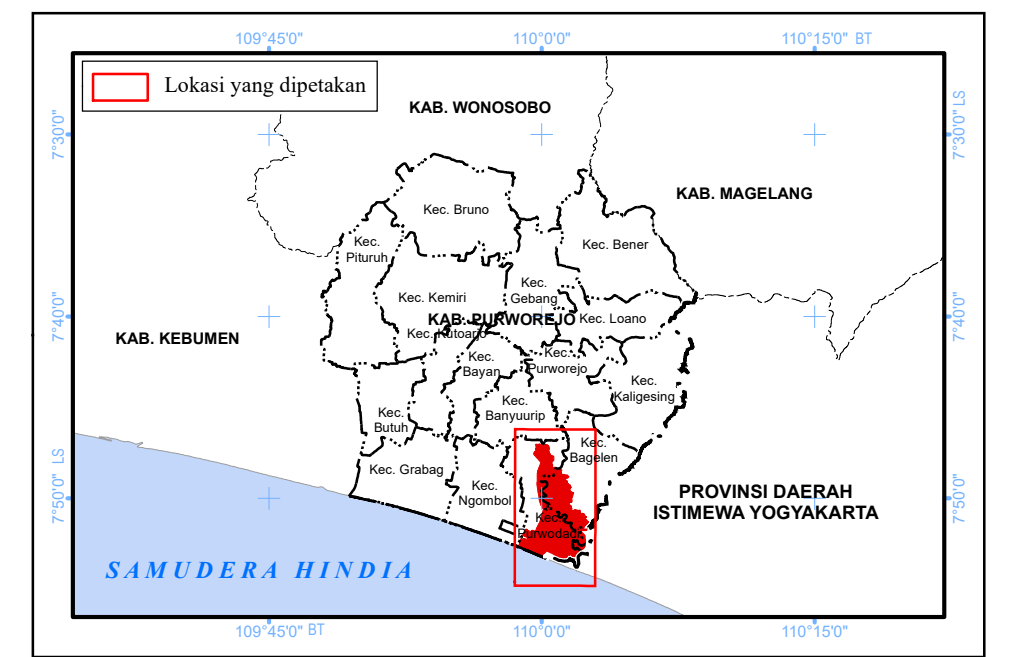 109°45'0"
110°0'0"
110°15'0" BT
Lokasi yang dipetakan
KAB. WONOSOBO
7°30'0"
7°30'0" LS
KAB. MAGELANG
Kec. Bruno
Kec.
Pituruh
Kec. Bener
Kec. Kemiri
Kec.
Gebang
KAB. PURWOREJO
Kec. Loano
7°40'0"
7°40'0"
KAB. KEBUMEN
Kec. Kutoarjo
Kec.
Bayan
Kec.
Purworejo
Kec.
Kaligesing
Kec.
Banyuurip
Kec.
Butuh
Kec.
Bagelen
Kec. Grabag
Kec.
Ngombol
7°50'0" LS
7°50'0" LS
PROVINSI DAERAH
ISTIMEWA YOGYAKARTA
Kec.
Purwodadi
SAMUDERA HINDIA
109°45'0" BT
110°0'0"
110°15'0"